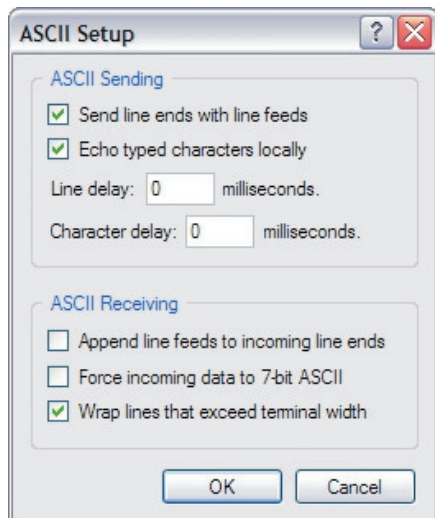 ASCII Setup
ASCII Sending
Send line ends with line feeds
Echo typed characters locally
Line delay: 0 milliseconds.
Character delay: 0 milliseconds.
ASCII Receiving
Append line feeds to incoming line ends
Force incoming data to 7-bit ASCII
Wrap lines that exceed terminal width
OK Cancel